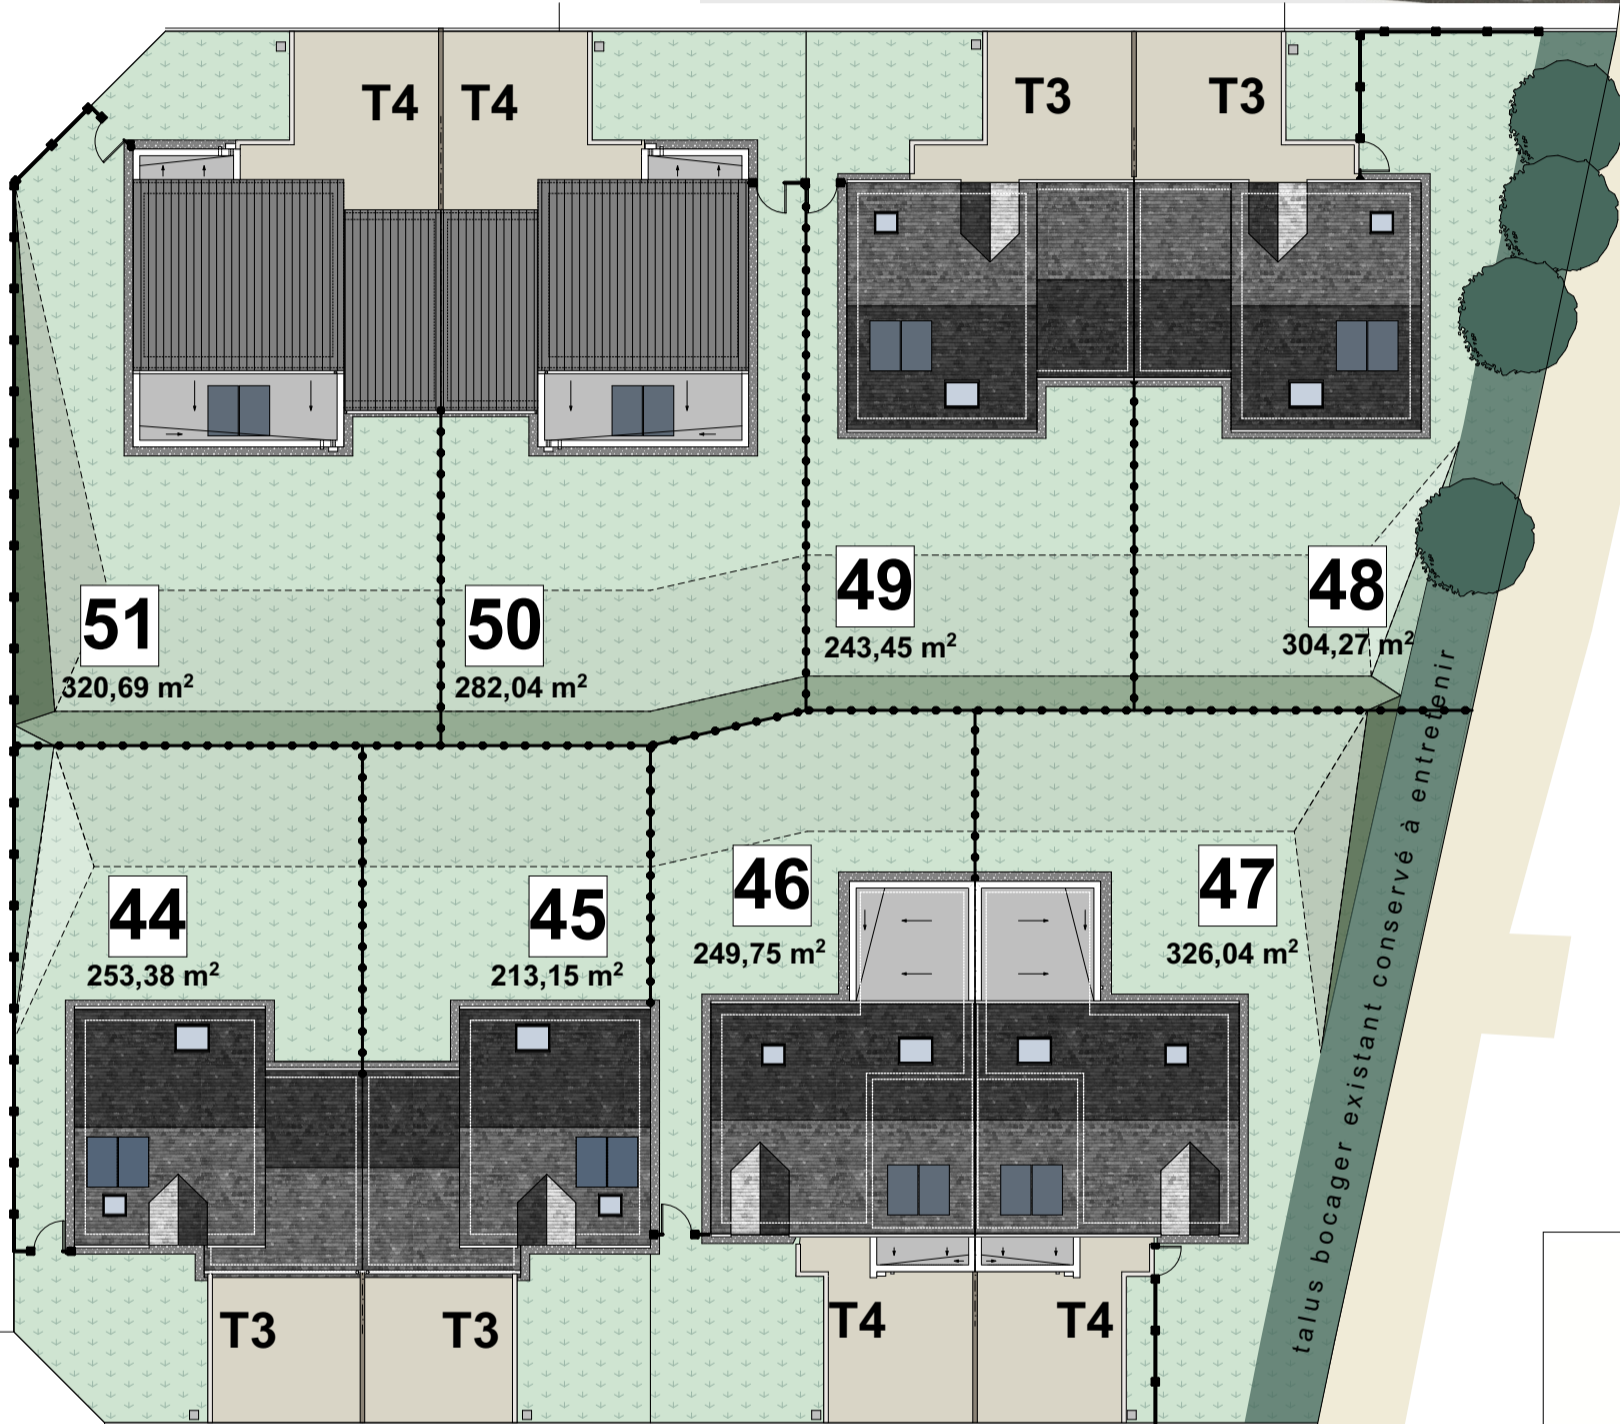 T4
T4
T3
T3
51
320,69 m²
50
282,04 m²
49
243,45 m²
48
304,27 m²
44
253,38 m²
45
213,15 m²
46
249,75 m²
47
326,04 m²
talus bocager existant conservé à entretenir
T3
T3
T4
T4